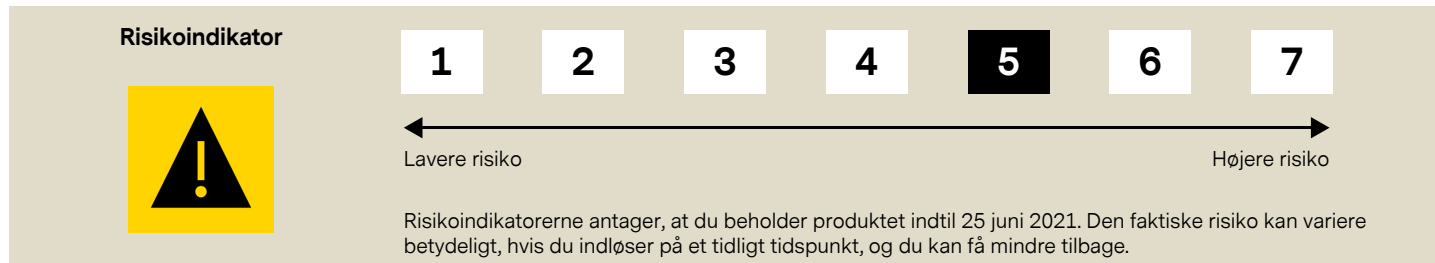 Risikoindikator
1 2 3 4 5 6 7
Lavere risiko Højere risiko
Risikoindikatorerne antager, at du beholder produktet indtil 25 juni 2021. Den faktiske risiko kan variere
betydeligt, hvis du indløser på et tidligt tidspunkt, og du kan få mindre tilbage.